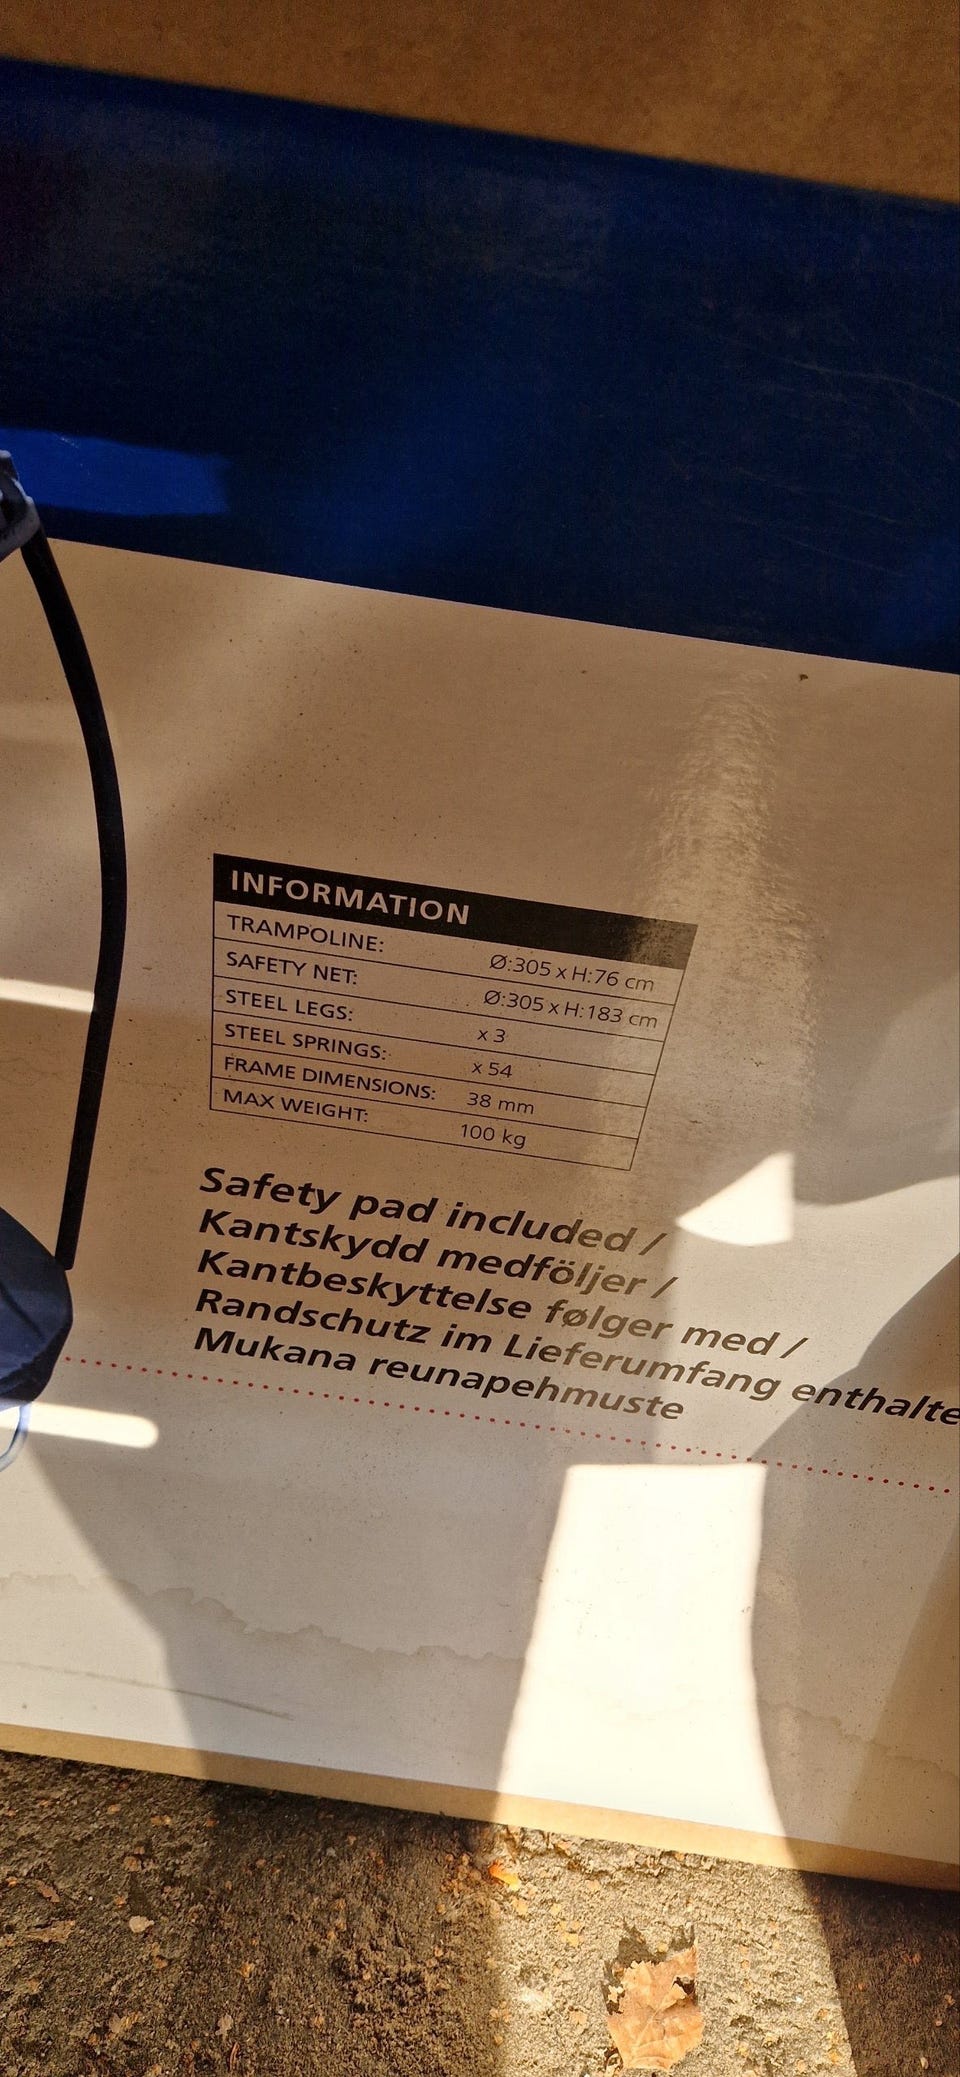 INFORMATION
TRAMPOLINE: Ø:305 x H:76 cm
SAFETY NET: Ø:305 x H:183 cm
STEEL LEGS: x 3
STEEL SPRINGS: x 54
FRAME DIMENSIONS: 38 mm
MAX WEIGHT: 100 kg
Safety pad included /
Kantskydd medföljer /
Kantbeskyttelse følger med /
Randschutz im Lieferumfang enthalte
Mukana reunapehmuste